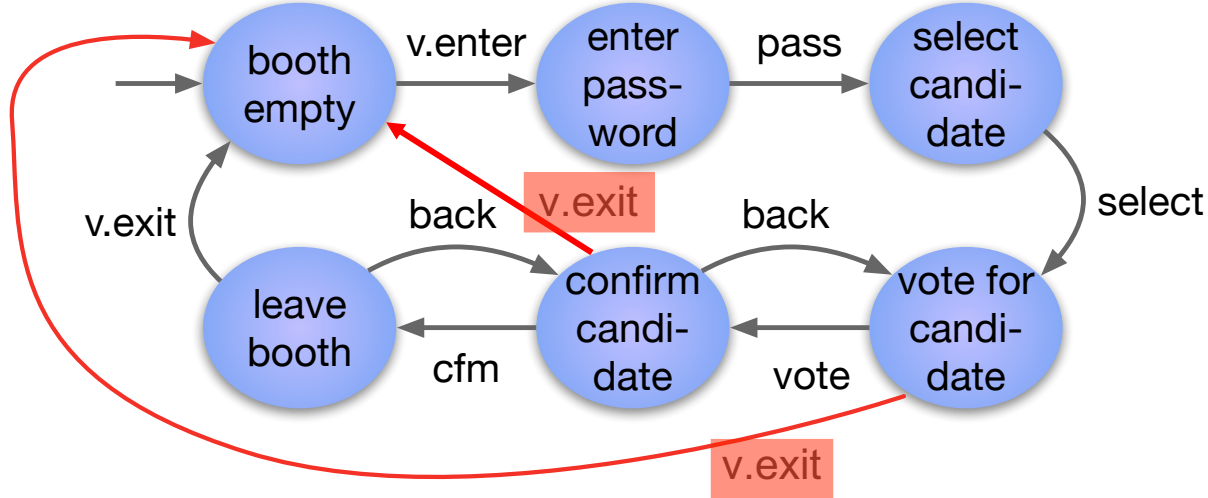 booth
empty
v.enter
enter
pass-
word
pass
select
candi-
date
v.exit
back
v.exit
back
select
leave
booth
cfm
confirm
candi-
date
vote
vote for
candi-
date
v.exit